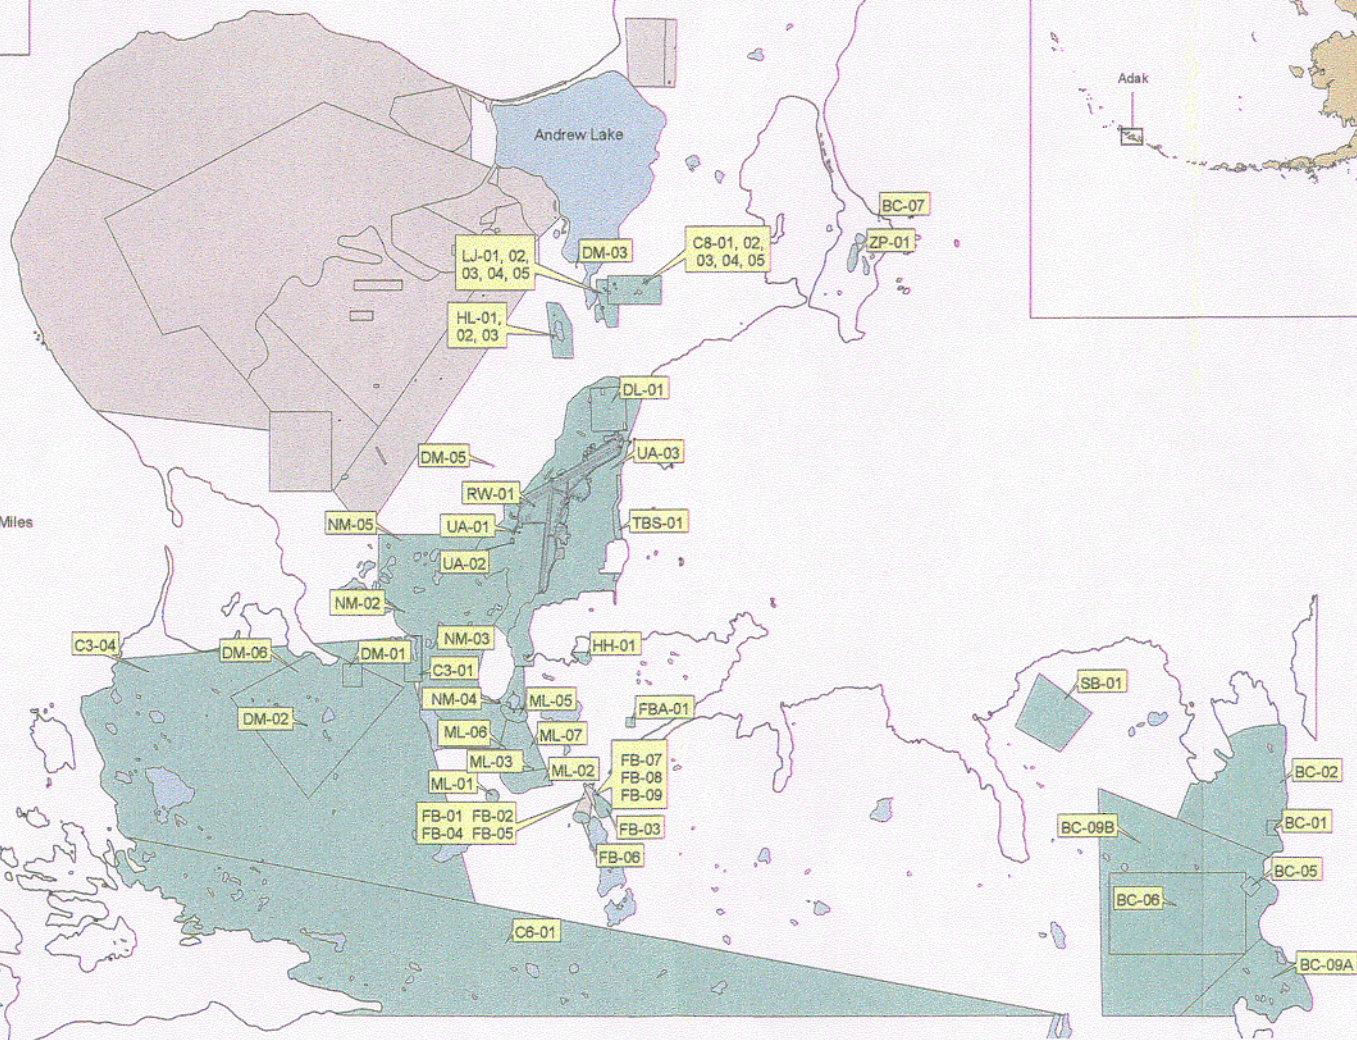 Adak
Andrew Lake
BC-07
ZP-01
DM-03
C8-01, 02,
03, 04, 05
LJ-01, 02,
03, 04, 05
HL-01,
02, 03
DL-01
DM-05
UA-03
RW-01
Miles
NM-05
UA-01
TBS-01
UA-02
NM-02
C3-04
DM-06
DM-01
NM-03
HH-01
C3-01
SB-01
NM-04
ML-05
FBA-01
DM-02
ML-06
ML-07
ML-03
ML-02
FB-07
FB-08
FB-09
BC-02
ML-01
FB-01 FB-02
FB-04 FB-05
FB-03
BC-09B
BC-01
FB-06
BC-05
BC-06
C6-01
BC-09A